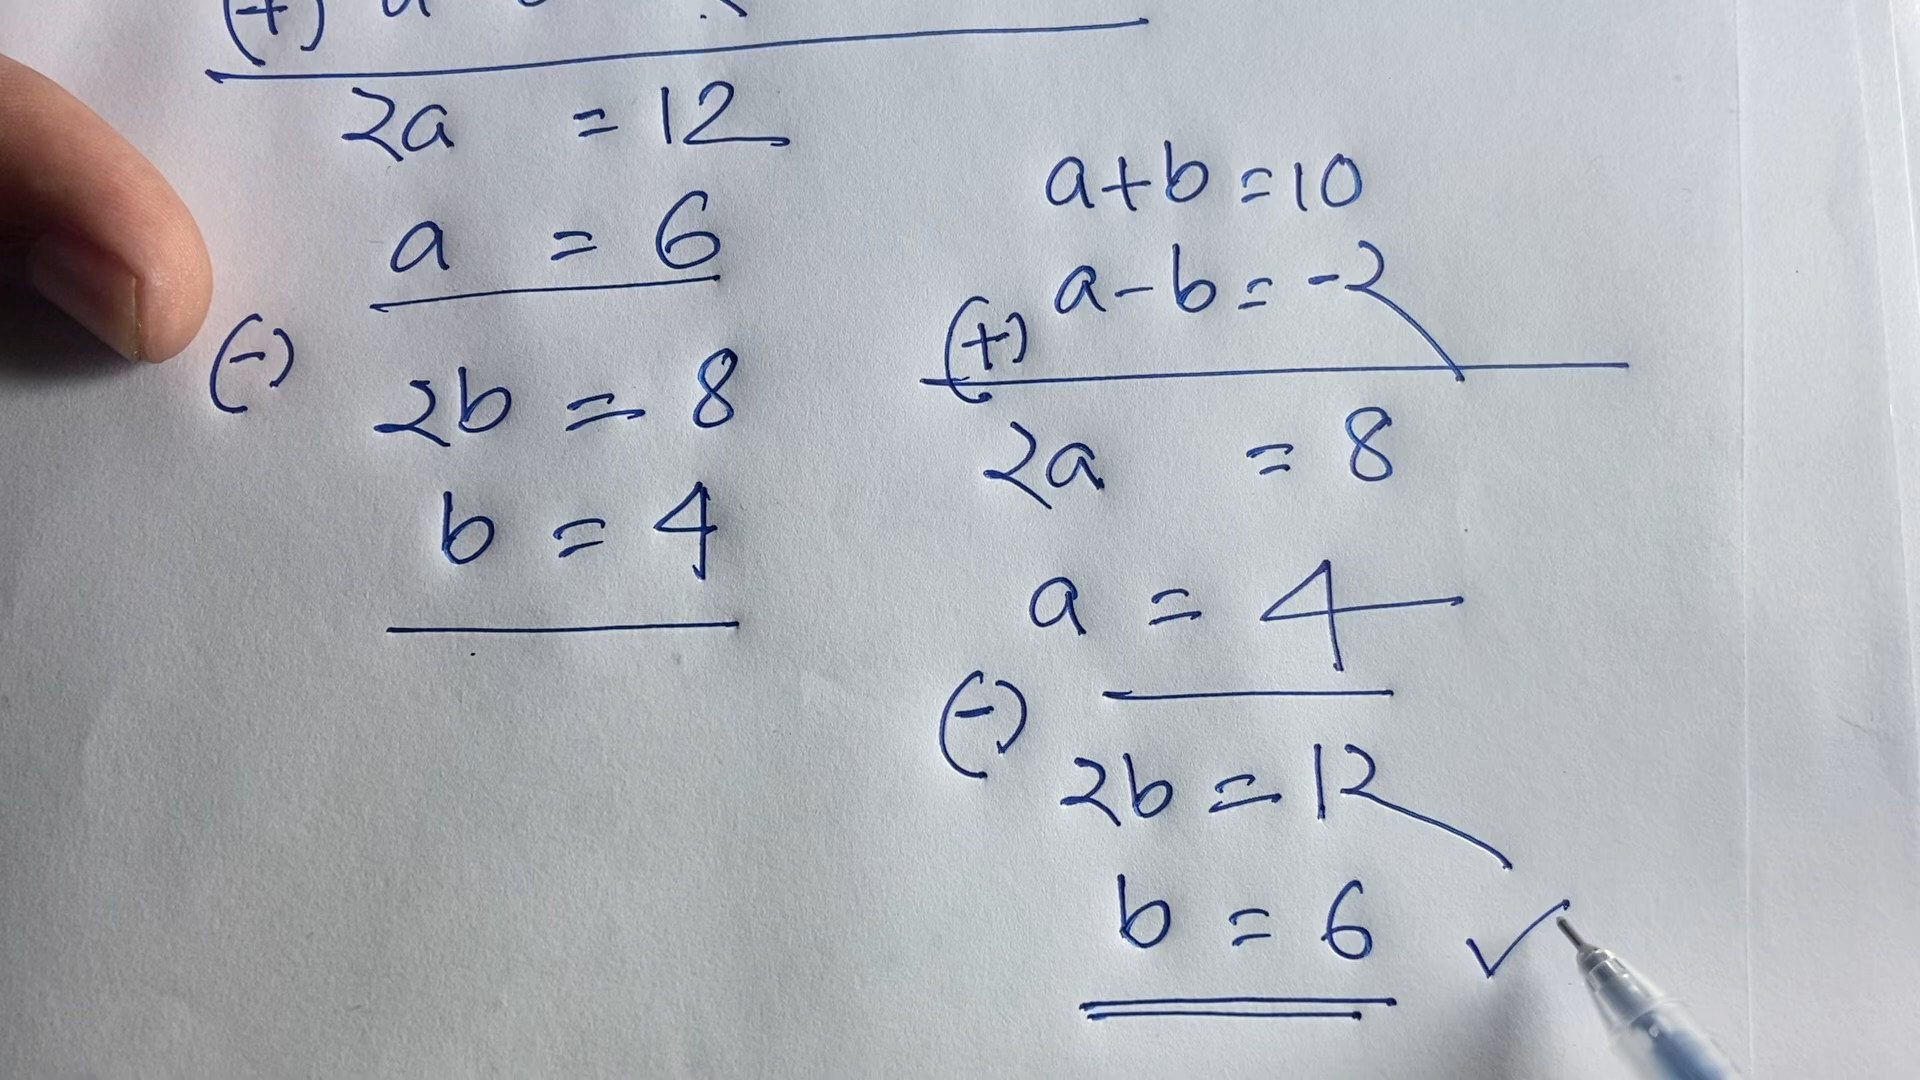 (+) a
2a = 12
a = 6
(-)
2b = 8
b = 4
a+b=10
a-b=-2
(+)
2a = 8
a = 4
(-)
2b = 12
b = 6 ✓